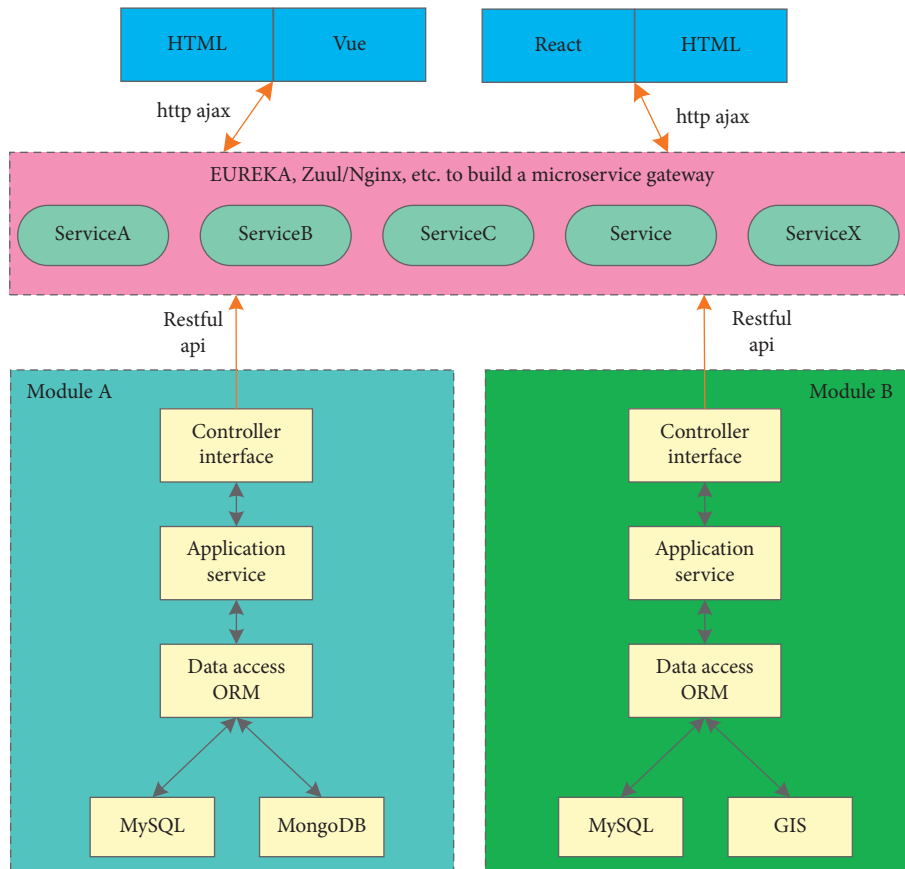 HTML
Vue
React
HTML
http ajax
http ajax
EUREKA, Zuul/Nginx, etc. to build a microservice gateway
ServiceA
ServiceB
ServiceC
Service
ServiceX
Restful
api
Restful
api
Module A
Controller
interface
Application
service
Data access
ORM
MySQL
MongoDB
Module B
Controller
interface
Application
service
Data access
ORM
MySQL
GIS